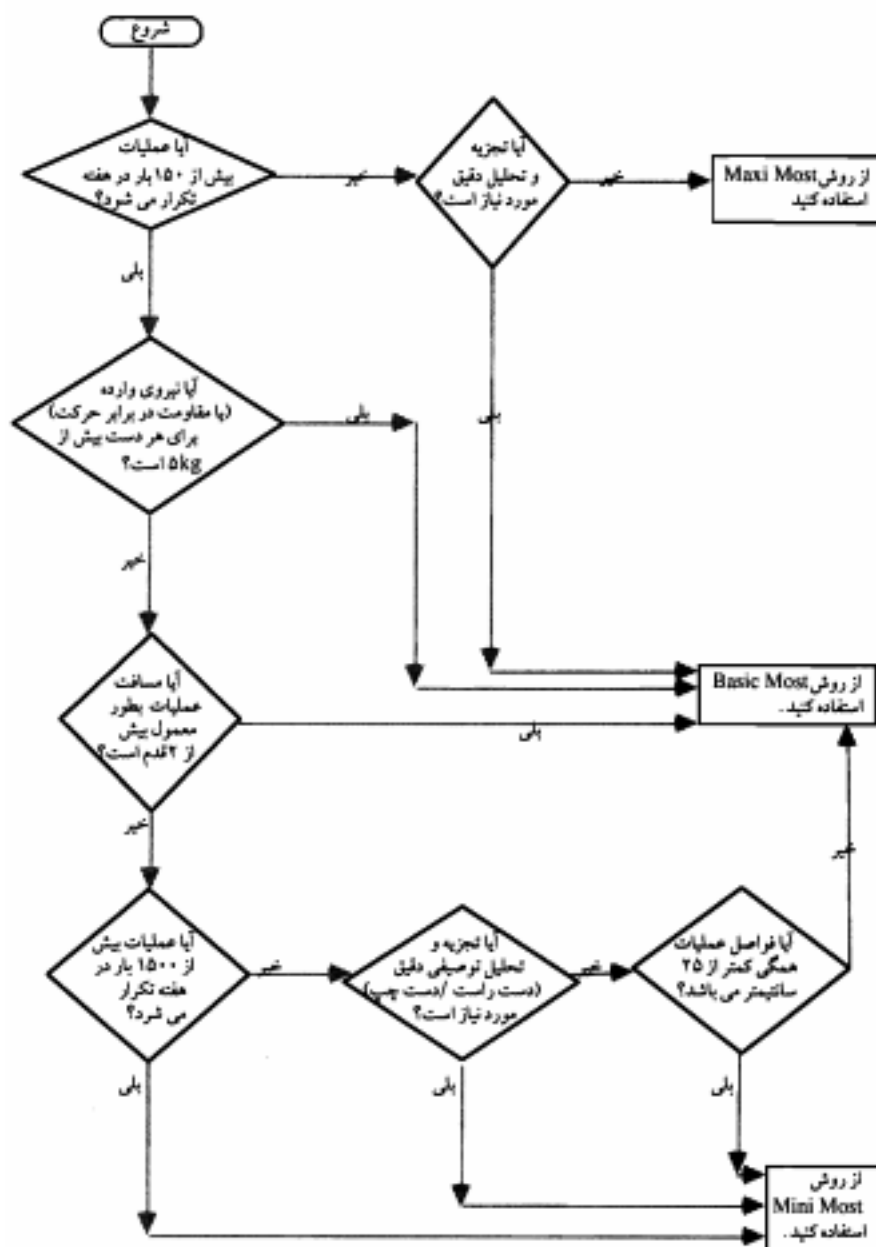 شروع
آیا عملیات
بیش از ۱۵۰ بار در هفته
تکرار می شود؟
خیر
آیا تجزیه
و تحلیل دقیق
مورد نیاز است؟
خیر
از روش Maxi Most
استفاده کنید
بلی
بلی
آیا نیروی وارده
(یا مقاومت در برابر حرکت)
برای هر دست بیش از
۵kg است؟
بلی
خیر
آیا مسافت
عملیات بطور
معمول بیش
از ۲ قدم است؟
بلی
از روش Basic Most
استفاده کنید.
خیر
خیر
آیا عملیات بیش
از ۱۵۰۰ بار در
هفته تکرار
می شرد؟
خیر
آیا تجزیه و
تحلیل توصیفی دقیق
(دست راست / دست چپ)
مورد نیاز است؟
خیر
آیا فواصل عملیات
همگی کمتر از ۲۵
سانتیمتر می باشد؟
بلی
بلی
بلی
از روش
Mini Most
استفاده کنید.